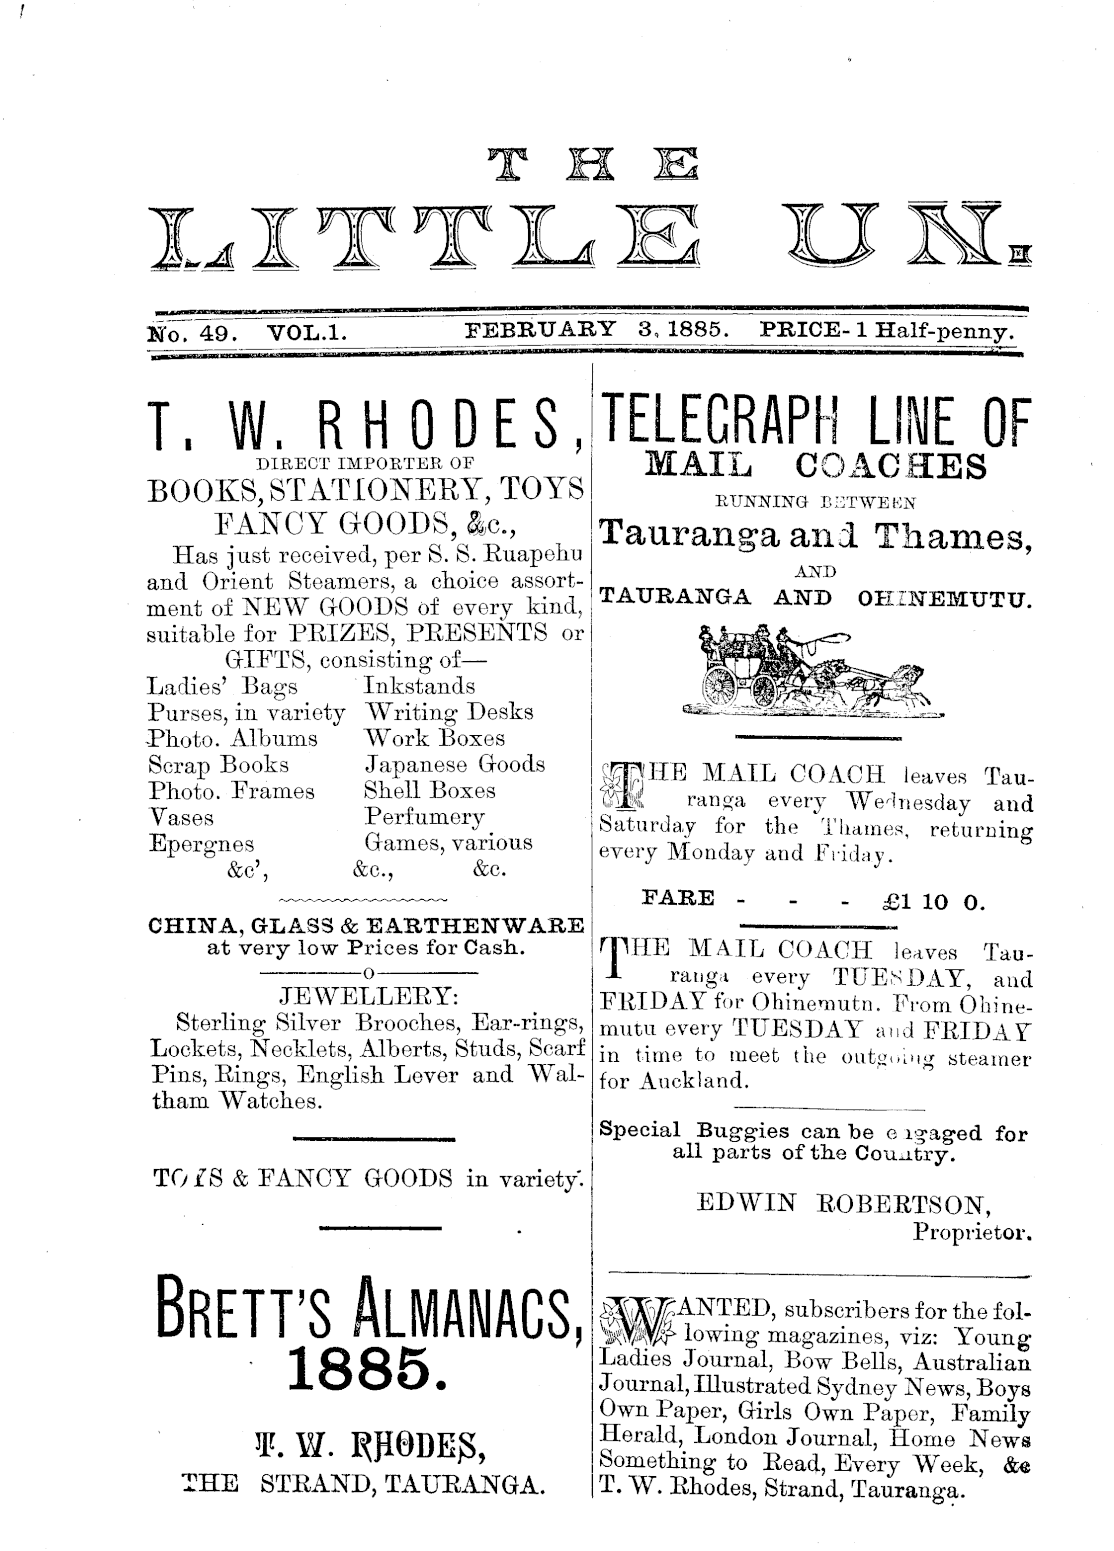 THE
LITTLE UN.
No. 49. VOL.1. FEBRUARY 3, 1885. PRICE-1 Half-penny.
T. W. RHODES,
DIRECT IMPORTER OF
BOOKS, STATIONERY, TOYS
FANCY GOODS, &c.,
Has just received, per S. S. Ruapehu
and Orient Steamers, a choice assort-
ment of NEW GOODS of every kind,
suitable for PRIZES, PRESENTS or
GIFTS, consisting of—
Ladies' Bags Inkstands
Purses, in variety Writing Desks
Photo. Albums Work Boxes
Scrap Books Japanese Goods
Photo. Frames Shell Boxes
Vases Perfumery
Epergnes Games, various
&c', &c., &c.
CHINA, GLASS & EARTHENWARE
at very low Prices for Cash.
O
JEWELLERY:
Sterling Silver Brooches, Ear-rings,
Lockets, Necklets, Alberts, Studs, Scarf
Pins, Rings, English Lever and Wal-
tham Watches.
TOYS & FANCY GOODS in variety.
BRETT'S ALMANACS,
1885.
T. W. RHODES,
THE STRAND, TAURANGA.
TELEGRAPH LINE OF
MAIL COACHES
RUNNING BETWEEN
Tauranga and Thames,
AND
TAURANGA AND OHINEMUTU.
THE MAIL COACH leaves Tau-
ranga every Wednesday and
Saturday for the Thames, returning
every Monday and Friday.
FARE - - - £1 10 0.
THE MAIL COACH leaves Tau-
ranga every TUESDAY, and
FRIDAY for Ohinemutn. From Ohine-
mutu every TUESDAY and FRIDAY
in time to meet the outgoing steamer
for Auckland.
Special Buggies can be engaged for
all parts of the Country.
EDWIN ROBERTSON,
Proprietor.
WANTED, subscribers for the fol-
lowing magazines, viz: Young
Ladies Journal, Bow Bells, Australian
Journal, Illustrated Sydney News, Boys
Own Paper, Girls Own Paper, Family
Herald, London Journal, Home News
Something to Read, Every Week, &c
T. W. Rhodes, Strand, Tauranga.